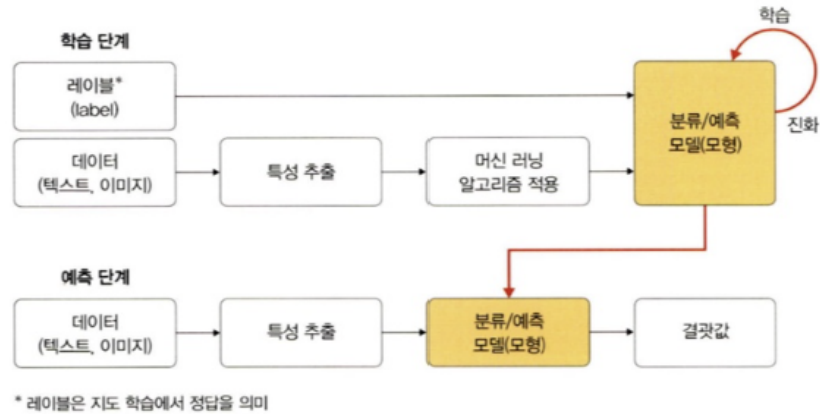 학습
학습 단계
레이블*
(label)
분류/예측
모델(모형)
진화
데이터
(텍스트, 이미지)
특성 추출
머신 러닝
알고리즘 적용
예측 단계
데이터
(텍스트, 이미지)
특성 추출
분류/예측
모델(모형)
결괏값
* 레이블은 지도 학습에서 정답을 의미